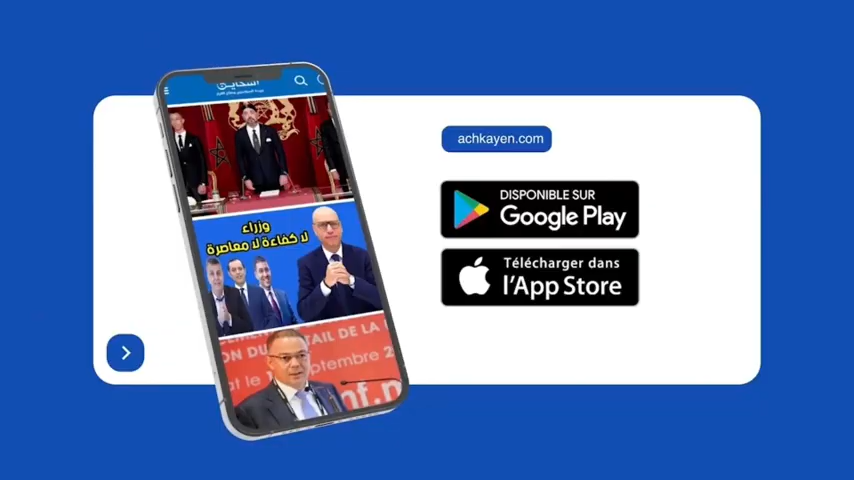 achkayen.com
DISPONIBLE SUR
Google Play
Télécharger dans
l'App Store
وزراء
لا كفاءة لا معاصرة